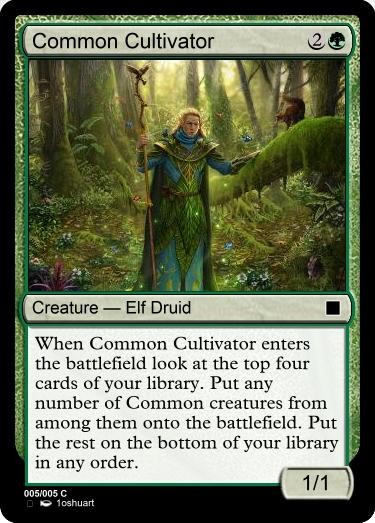 Common Cultivator 2
Creature — Elf Druid
When Common Cultivator enters
the battlefield look at the top four
cards of your library. Put any
number of Common creatures from
among them onto the battlefield. Put
the rest on the bottom of your library
in any order.
1/1
005/005 C
1oshuart